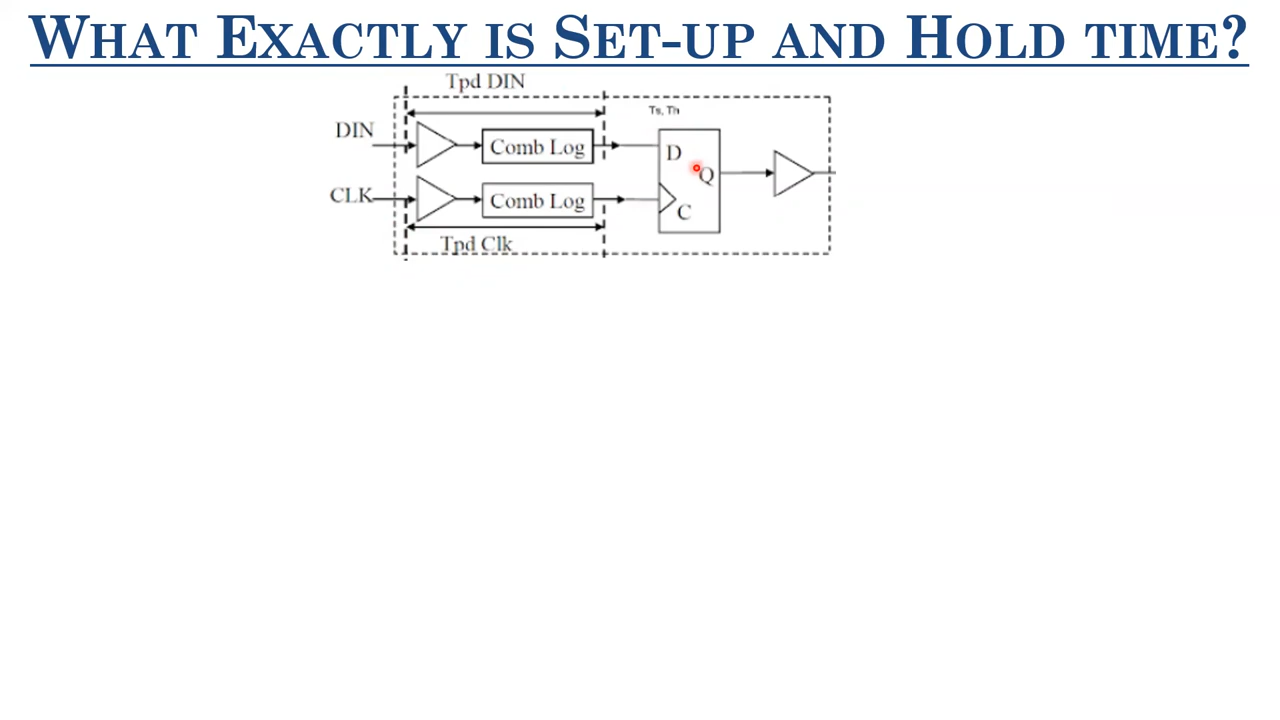 WHAT EXACTLY IS SET-UP AND HOLD TIME?
Tpd DIN
Ts, Th
DIN
Comb Log
D
Q
CLK
Comb Log
C
Tpd Clk